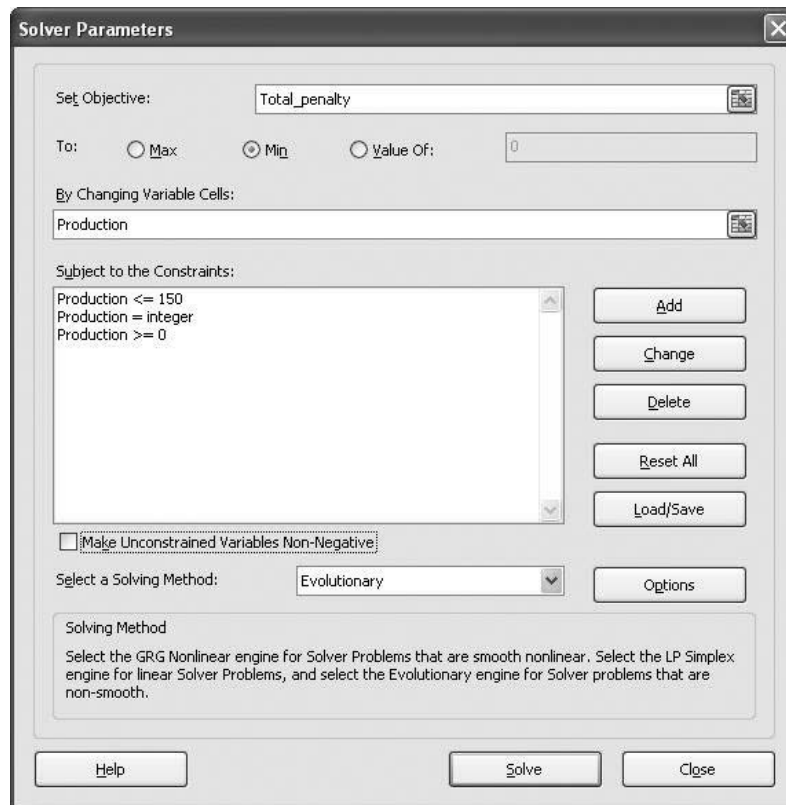 Solver Parameters
Set Objective: Total_penalty
To: Max Min Value Of: 0
By Changing Variable Cells:
Production
Subject to the Constraints:
Production <= 150
Production = integer
Production >= 0
Add
Change
Delete
Reset All
Load/Save
Make Unconstrained Variables Non-Negative
Select a Solving Method: Evolutionary
Options
Solving Method
Select the GRG Nonlinear engine for Solver Problems that are smooth nonlinear. Select the LP Simplex
engine for linear Solver Problems, and select the Evolutionary engine for Solver problems that are
non-smooth.
Help Solve Close